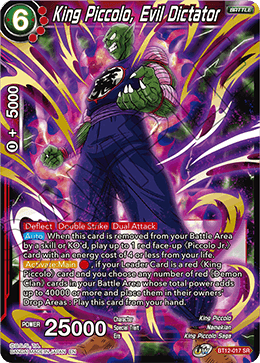 BATTLE
6
King Piccolo, Evil Dictator
+ 5000
Deflect Double Strike Dual Attack
Auto When this card is removed from your Battle Area
by a skill or KO'd, play up to 1 red face-up 《Piccolo Jr.》
card with an energy cost of 4 or less from your life.
Activate Main , if your Leader Card is a red 《King
Piccolo》 card and you choose any number of red 《Demon
Clan》 cards in your Battle Area whose total power adds
up to 40000 or more and place them in their owners'
Drop Areas : Play this card from your hand.
POWER 25000
Character King Piccolo
Special Trait Namekian
Era King Piccolo Saga
BANDAI MADE IN JAPAN EN
BT12-017 SR